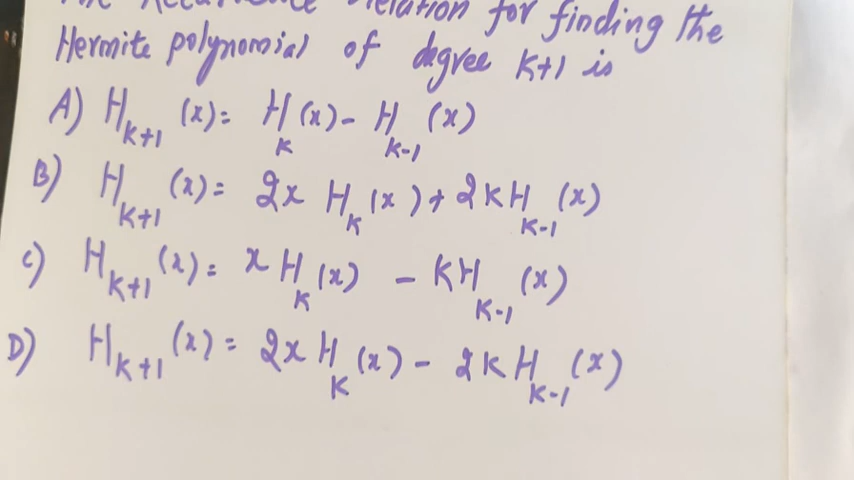 relation for finding the
Hermite polynomial of degree K+1 is
A) H_{K+1}(x) = H_K(x) - H_{K-1}(x)
B) H_{K+1}(x) = 2x H_K(x) + 2K H_{K-1}(x)
C) H_{K+1}(x) = x H_K(x) - K H_{K-1}(x)
D) H_{K+1}(x) = 2x H_K(x) - 2K H_{K-1}(x)